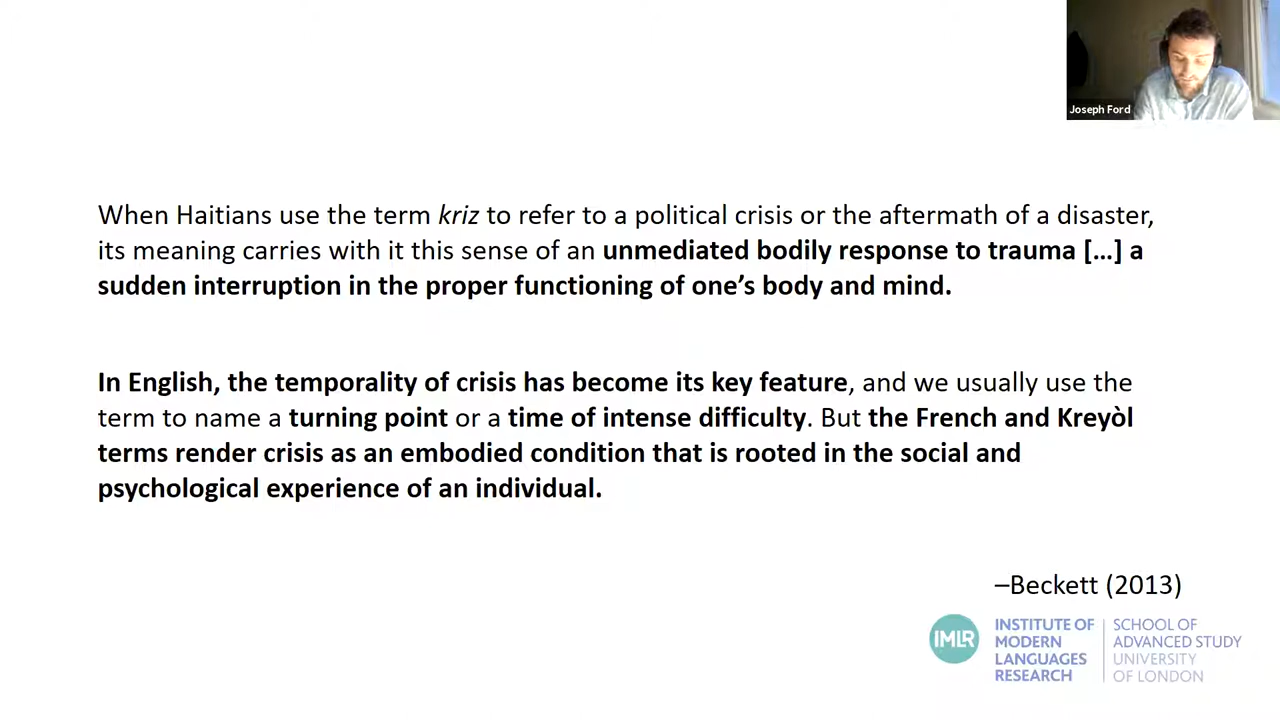 Joseph Ford
When Haitians use the term kriz to refer to a political crisis or the aftermath of a disaster,
its meaning carries with it this sense of an unmediated bodily response to trauma […] a
sudden interruption in the proper functioning of one’s body and mind.
In English, the temporality of crisis has become its key feature, and we usually use the
term to name a turning point or a time of intense difficulty. But the French and Kreyòl
terms render crisis as an embodied condition that is rooted in the social and
psychological experience of an individual.
–Beckett (2013)
IMLR
INSTITUTE OF
MODERN
LANGUAGES
RESEARCH
SCHOOL OF
ADVANCED STUDY
UNIVERSITY
OF LONDON